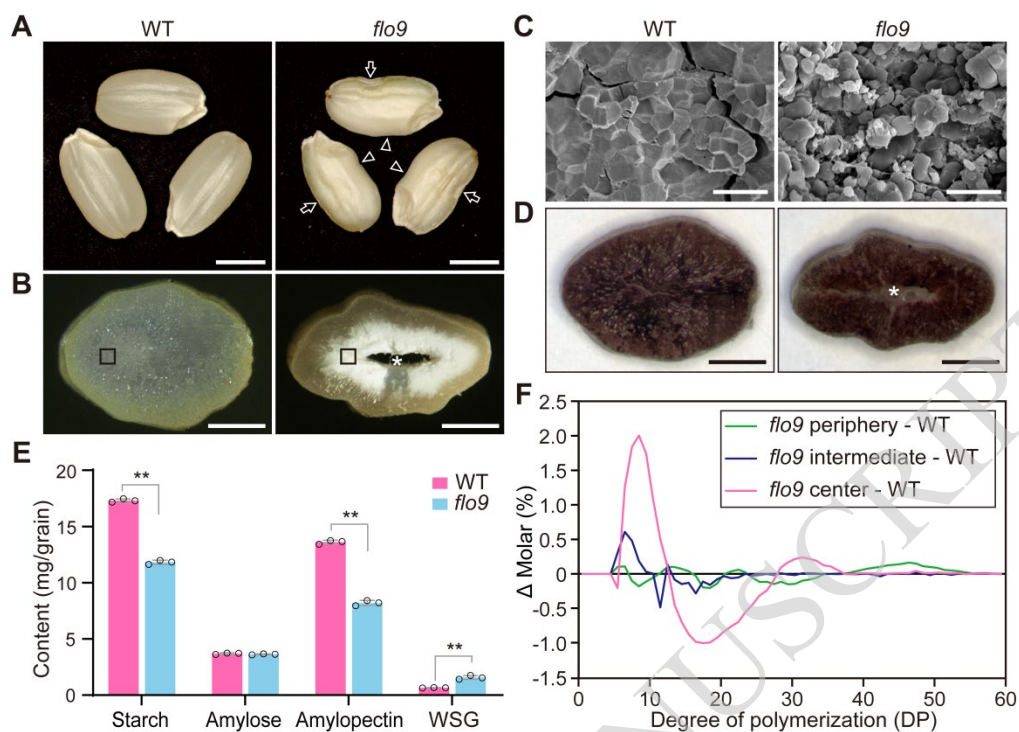 A
WT
flo9
B
*
C
WT
flo9
D
*
E
Content (mg/grain)
20
15
10
5
0
**
**
**
WT
flo9
Starch
Amylose
Amylopectin
WSG
F
Δ Molar (%)
2.5
2.0
1.5
1.0
0.5
0
-0.5
-1.0
-1.5
flo9 periphery - WT
flo9 intermediate - WT
flo9 center - WT
0
10
20
30
40
50
60
Degree of polymerization (DP)
NUSCRIPT